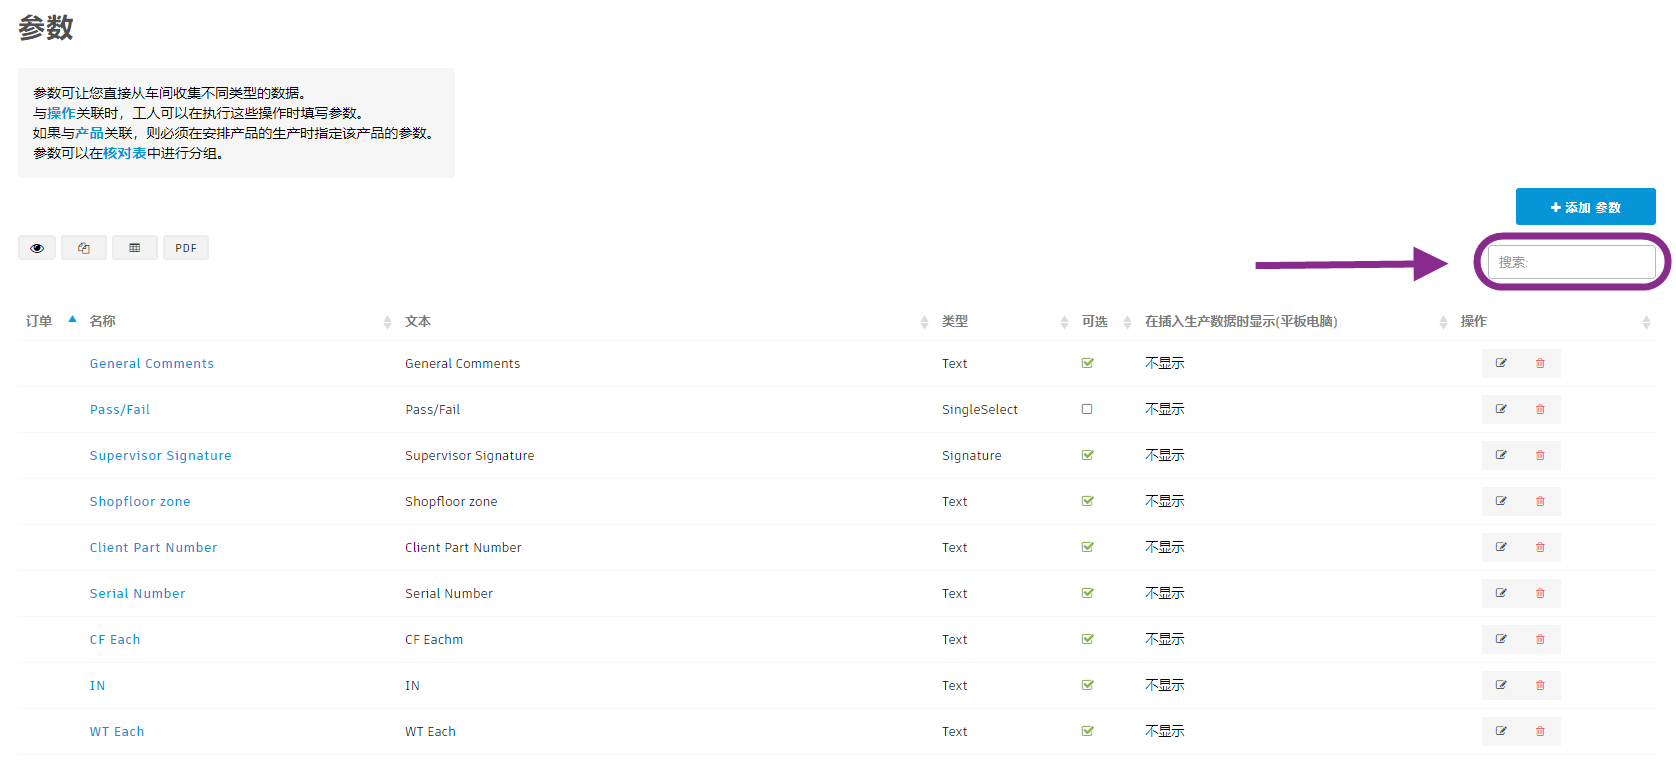 参数
参数可让您直接从车间收集不同类型的数据。
与操作关联时，工人可以在执行这些操作时填写参数。
如果与产品关联，则必须在安排产品的生产时指定该产品的参数。
参数可以在核对表中进行分组。
添加 参数
PDF
搜索:
订单 名称 文本 类型 可选 在插入生产数据时显示(平板电脑) 操作
General Comments General Comments Text 不显示
Pass/Fail Pass/Fail SingleSelect 不显示
Supervisor Signature Supervisor Signature Signature 不显示
Shopfloor zone Shopfloor zone Text 不显示
Client Part Number Client Part Number Text 不显示
Serial Number Serial Number Text 不显示
CF Each CF Eachm Text 不显示
IN IN Text 不显示
WT Each WT Each Text 不显示